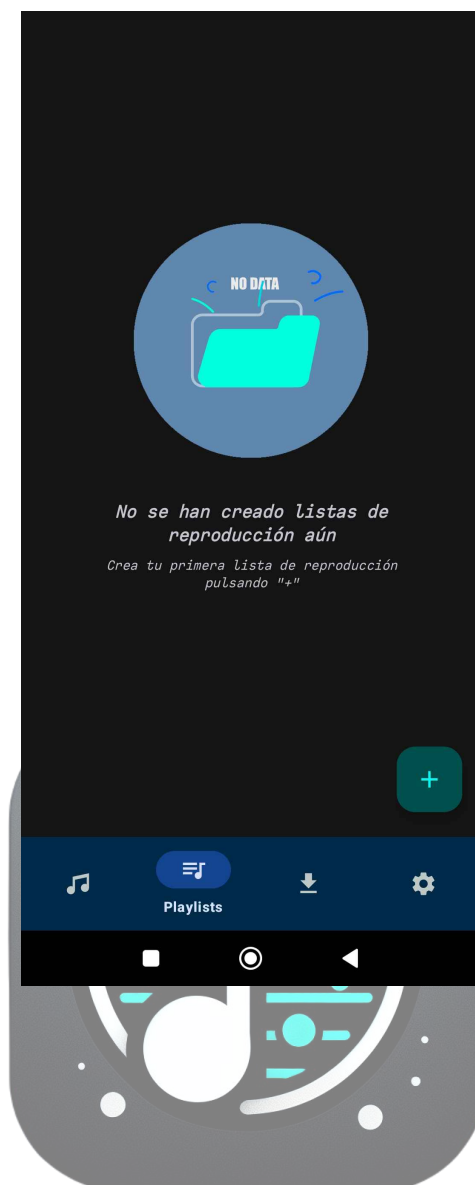 NO DATA
No se han creado listas de
reproducción aún
Crea tu primera lista de reproducción
pulsando "+"
+
Playlists